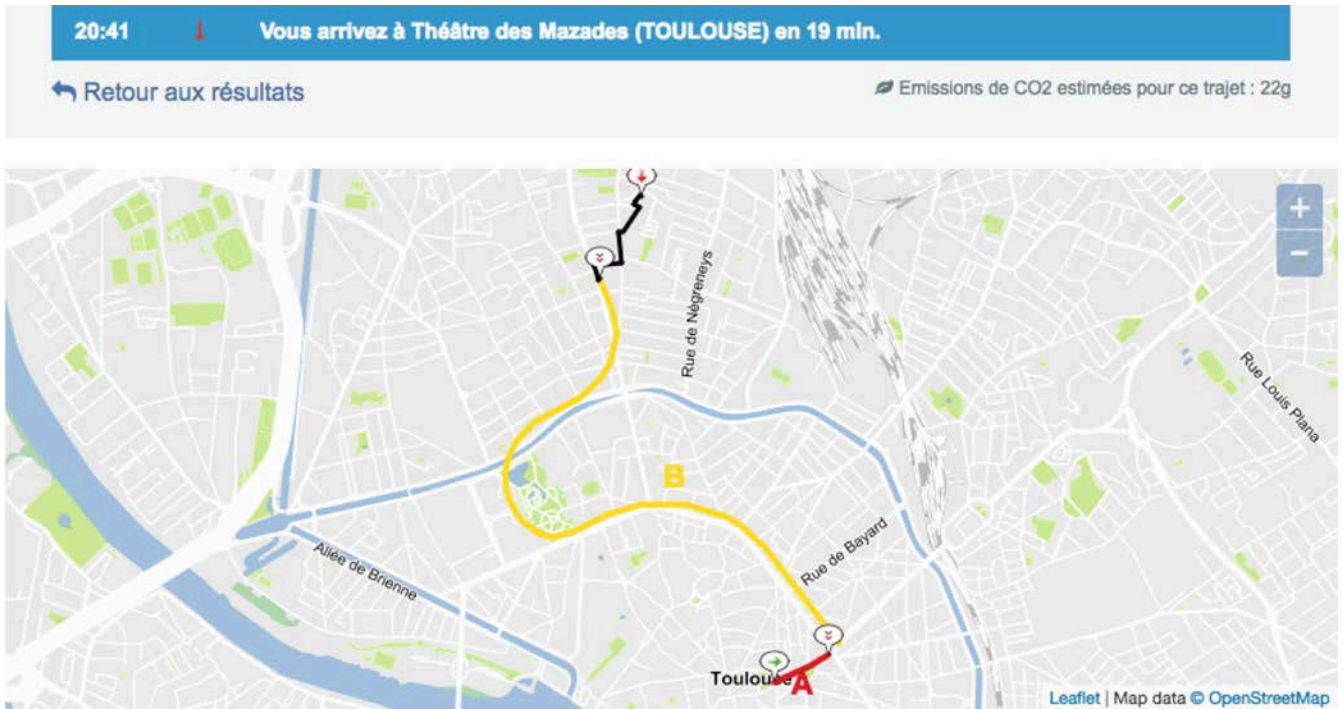 20:41 Vous arrivez à Théâtre des Mazades (TOULOUSE) en 19 min.
Retour aux résultats
Emissions de CO2 estimées pour ce trajet : 22g
+
−
Rue de Nègreneys
Rue Louis Plana
B
Rue de Bayard
Allée de Brienne
Toulouse
A
Leaflet | Map data © OpenStreetMap